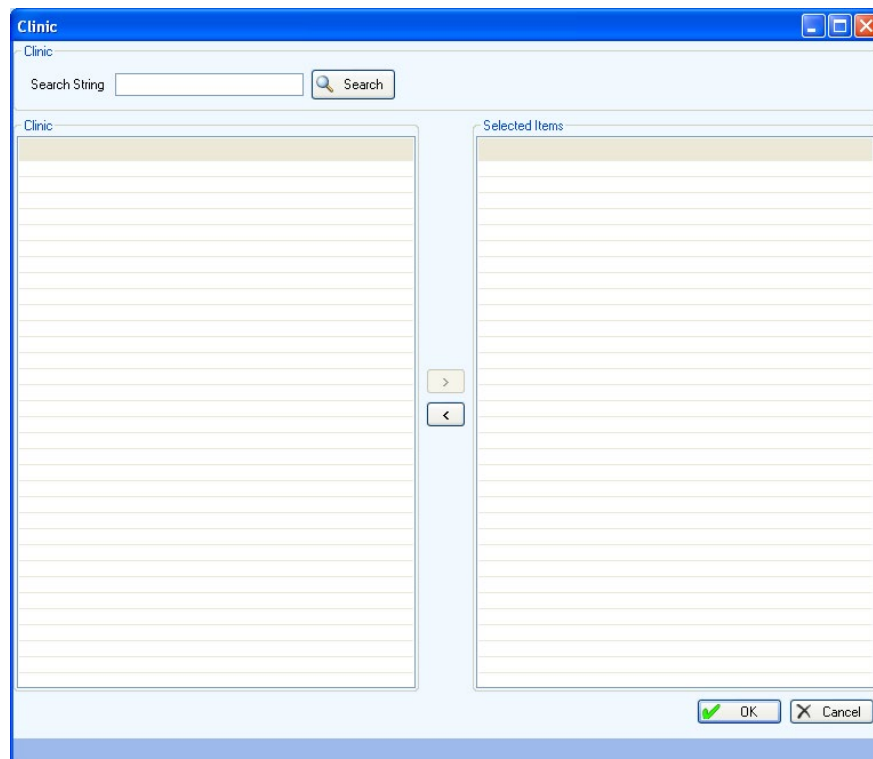 Clinic
Clinic
Search String
Search
Clinic
Selected Items
>
<
OK
Cancel